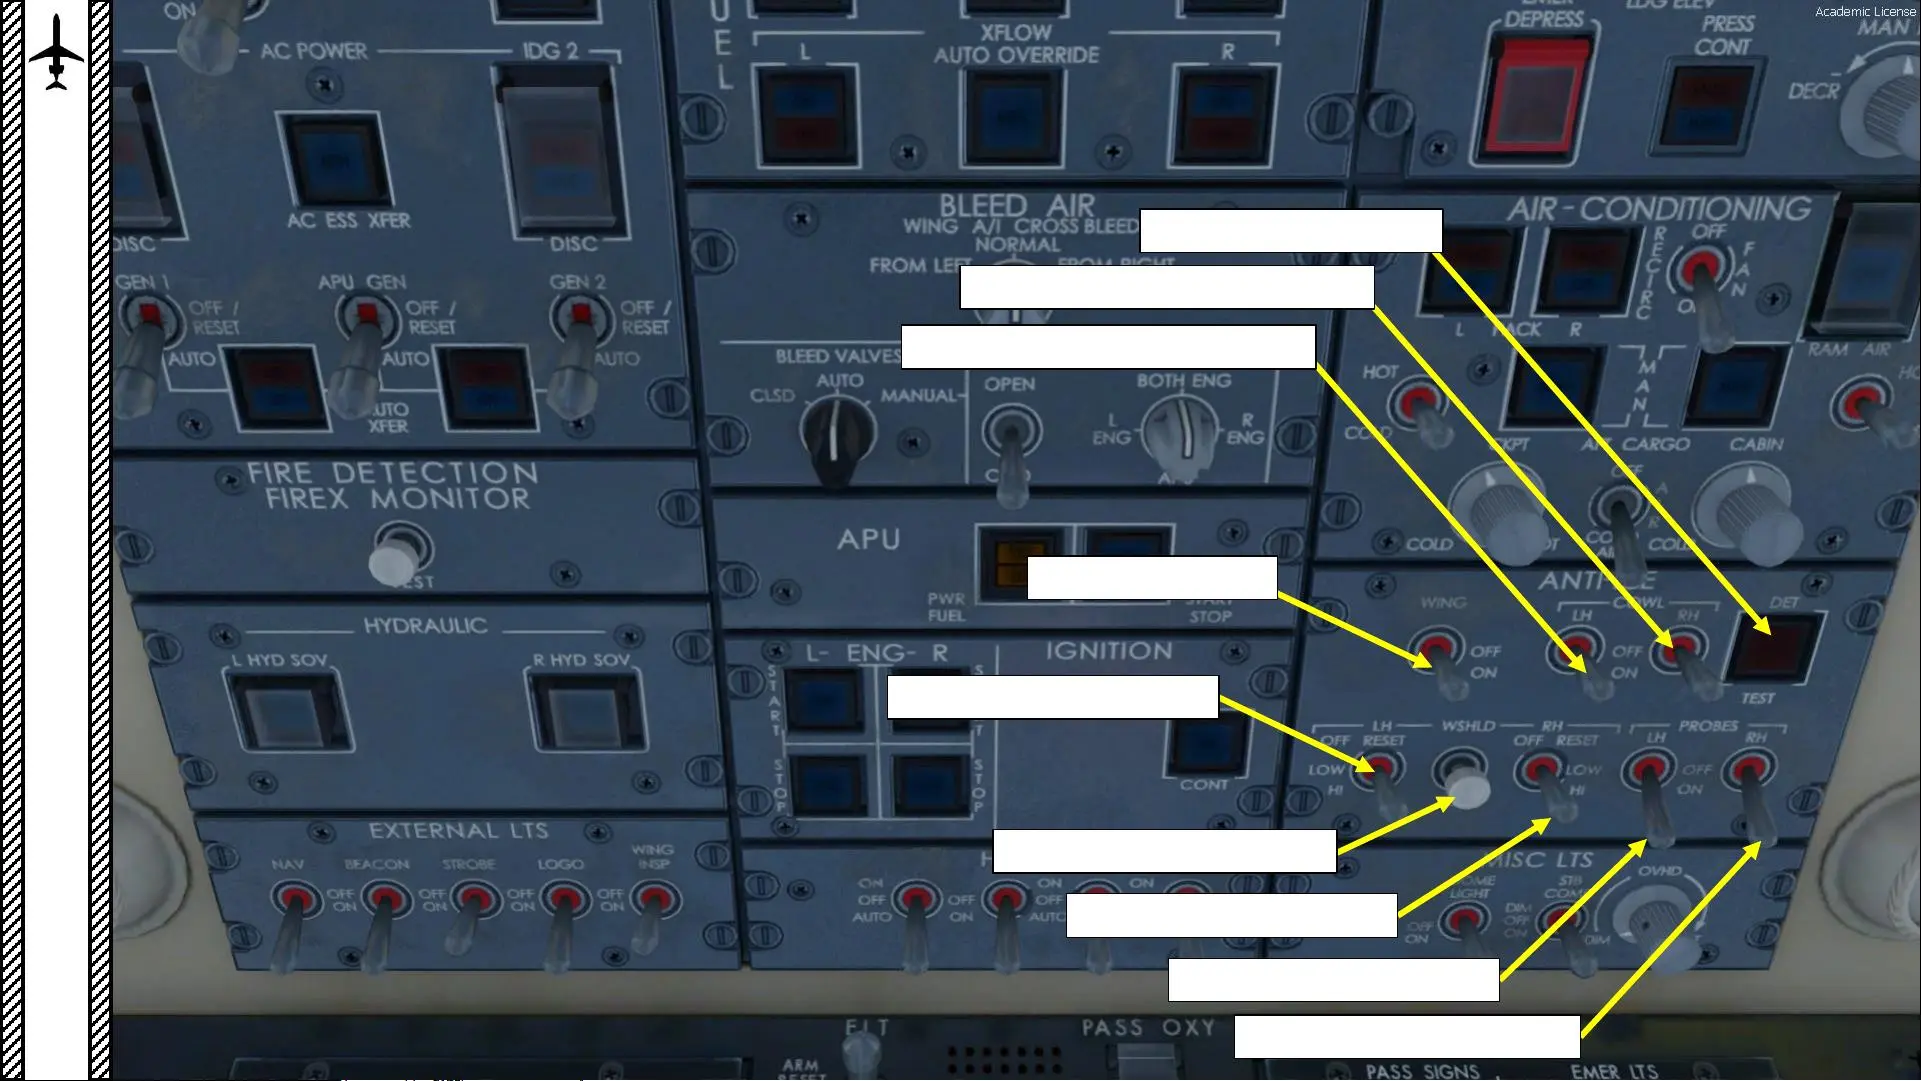 Academic License
ON
AC POWER
IDG 2
AC ESS XFER
DISC
DISC
GEN 1
OFF /
RESET
APU GEN
OFF /
RESET
GEN 2
OFF /
RESET
AUTO
AUTO
AUTO
XFER
AUTO
FIRE DETECTION
FIREX MONITOR
HYDRAULIC
L HYD SOV
R HYD SOV
EXTERNAL LTS
NAV
BEACON
STROBE
LOGO
WING
INSP
OFF
ON
OFF
ON
OFF
ON
OFF
ON
U
E
L
XFLOW
AUTO OVERRIDE
L
R
BLEED AIR
WING A/I CROSS BLEED
NORMAL
FROM LEFT
FROM RIGHT
BLEED VALVES
AUTO
CLSD
MANUAL
OPEN
BOTH ENG
L
ENG
R
ENG
APU
PWR
FUEL
START
STOP
L- ENG- R
IGNITION
START
STOP
STOP
CONT
ON
OFF
AUTO
OFF
ON
ON
OFF
AUTO
ON
DEPRESS
LDG ELEV
PRESS
CONT
MAN
DECR
AIR-CONDITIONING
RECIRC
OFF
FAN
L PACK R
RAM AIR
HOT
COLD
MAN
CKPT
AFT CARGO
CABIN
OFF
COLD
ANTI-ICE
WING
OFF
ON
COWL
LH
RH
OFF
ON
DET
TEST
LH
WSHLD
RH
OFF RESET
LOW
HI
OFF RESET
LOW
HI
PROBES
LH
RH
OFF
ON
MISC LTS
DOME
LIGHT
OFF
ON
STB
COMP
DIM
OFF
ON
OVHD
DIM
ELT
ARM
RESET
PASS OXY
PASS SIGNS
EMER LTS